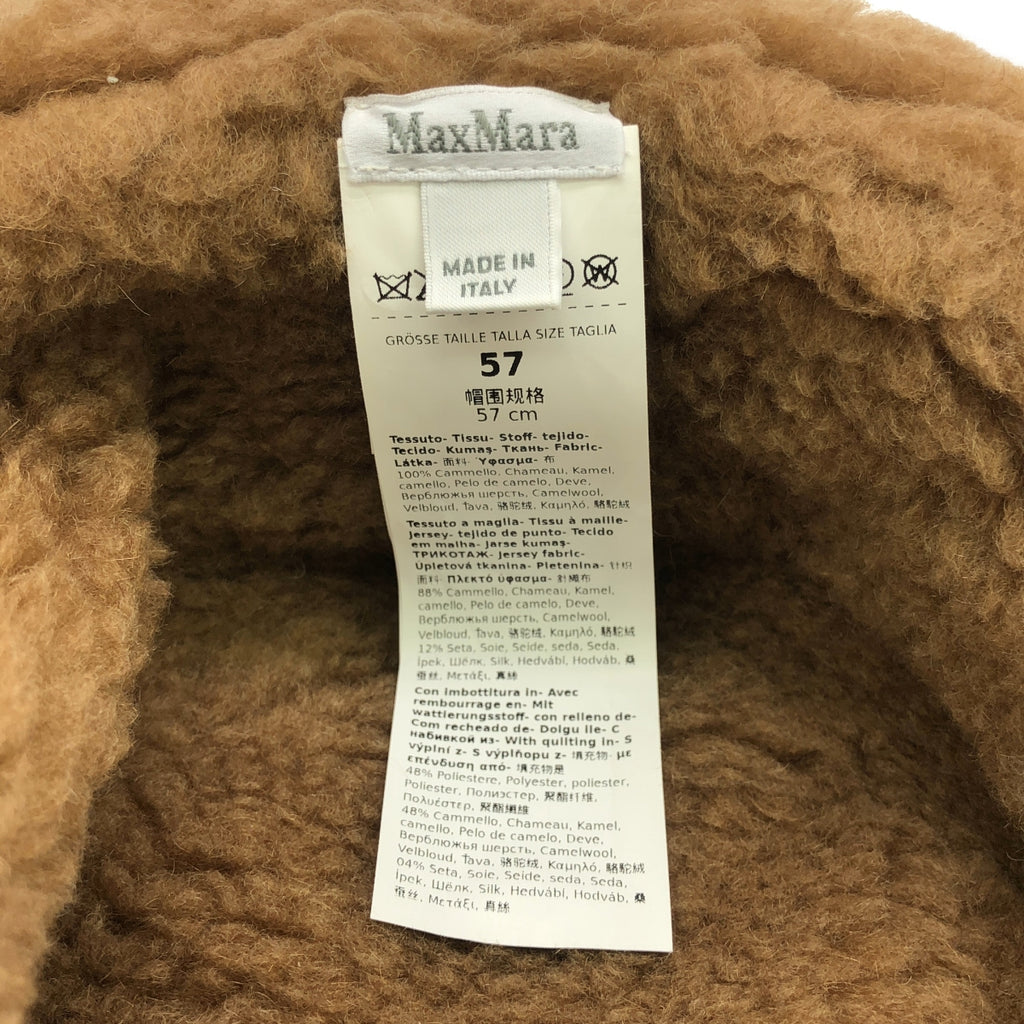 MaxMara
MADE IN
ITALY
GRÖSSE TAILLE TALLA SIZE TAGLIA
57
帽围规格
57 cm
Tessuto- Tissu- Stoff- tejido-
Tecido- Kumaş- Ткань- Fabric-
Látka- 面料- Ύφασμα- 布
100% Cammello, Chameau, Kamel,
camello, Pelo de camelo, Deve,
Верблюжья шерсть, Camelwool,
Velbloud, Ťava, 骆驼绒, Καμηλό, 駱駝絨
Tessuto a maglia- Tissu à maille-
Jersey- tejido de punto- Tecido
em malha- Jarse kumaş-
ТРИКОТАЖ- Jersey fabric-
Úpletová tkanina- Pletenina- 针织
面料- Πλεκτό ύφασμα- 針織布
88% Cammello, Chameau, Kamel,
camello, Pelo de camelo, Deve,
Верблюжья шерсть, Camelwool,
Velbloud, Ťava, 骆驼绒, Καμηλό, 駱駝絨
12% Seta, Soie, Seide, seda, Seda,
İpek, Шёлк, Silk, Hedvábí, Hodváb, 桑
蚕丝, Μετάξι, 真絲
Con imbottitura in- Avec
rembourrage en- Mit
wattierungsstoff- con relleno de-
Com recheado de- Dolgu ile- С
набивкой из- With quilting in- S
výplní z- S výplňopu z- 填充物- με
επένδυση από- 填充物是
48% Poliestere, Polyester, poliester,
Poliester, Полиэстер, 聚酯纤维,
Πολυέστερ, 聚酯纖維
48% Cammello, Chameau, Kamel,
camello, Pelo de camelo, Deve,
Верблюжья шерсть, Camelwool,
Velbloud, Ťava, 骆驼绒, Καμηλό, 駱駝絨
04% Seta, Soie, Seide, seda, Seda,
İpek, Шёлк, Silk, Hedvábí, Hodváb, 桑
蚕丝, Μετάξι, 真絲